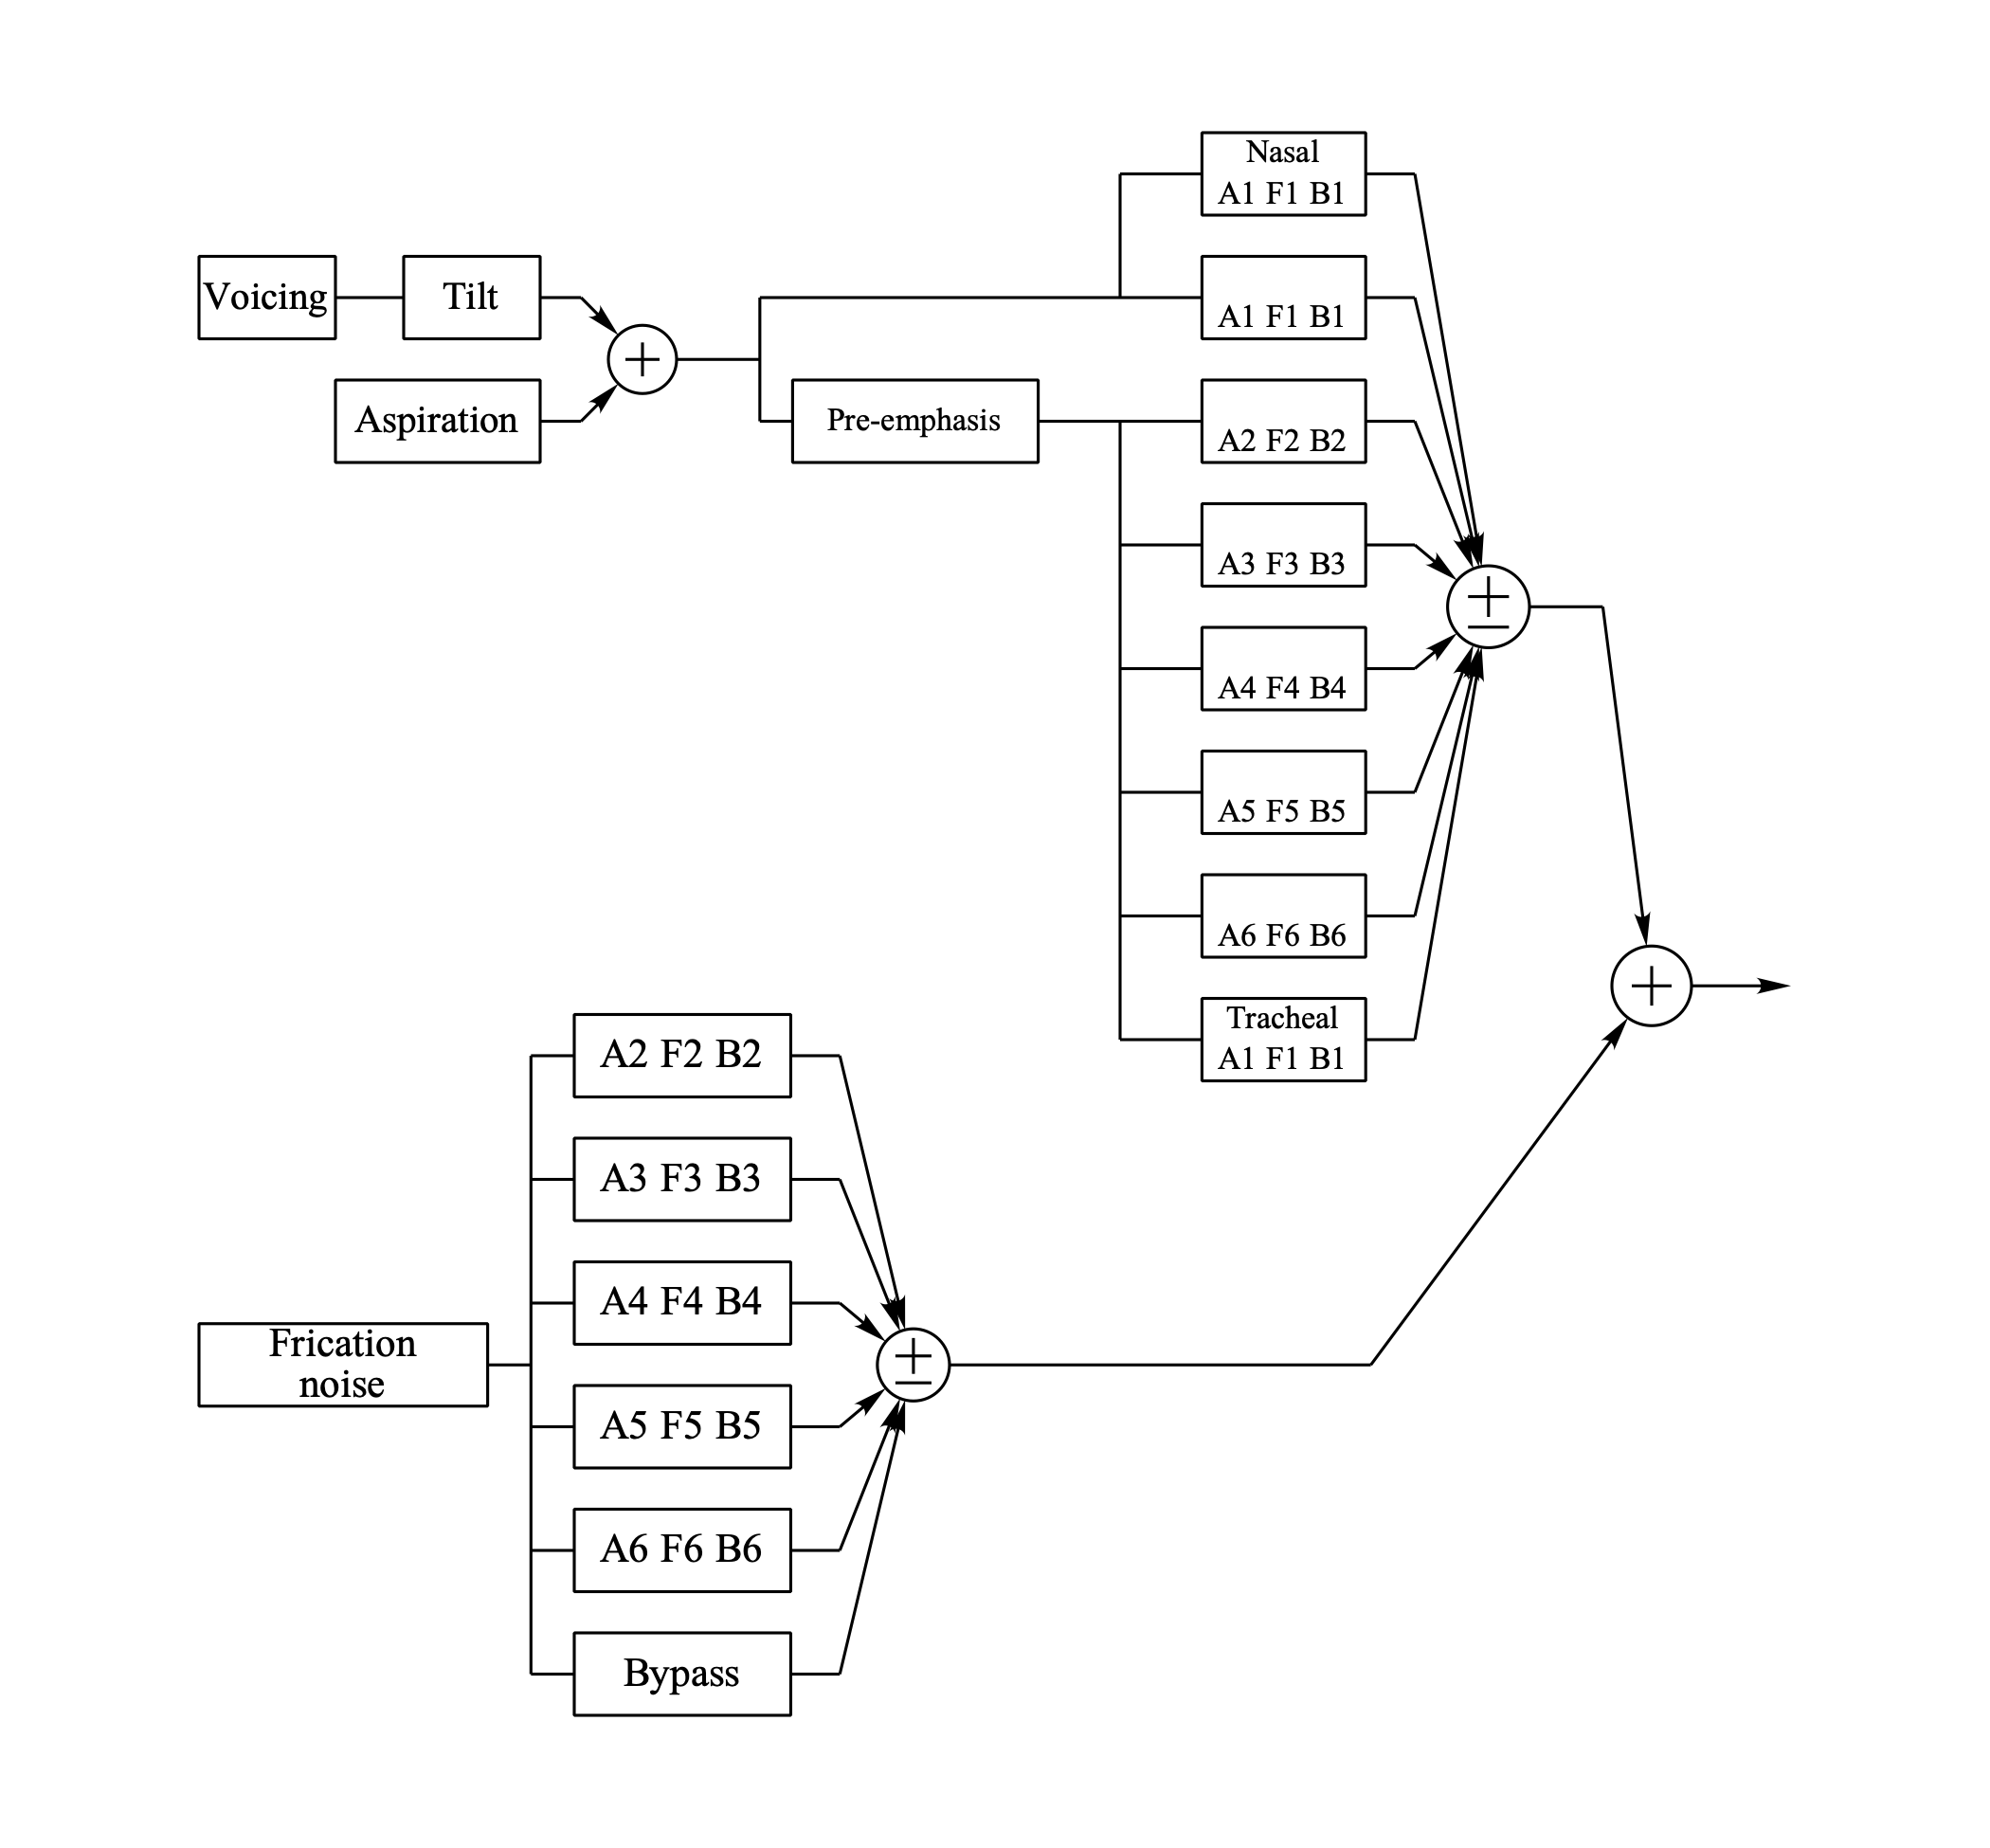 Nasal
A1 F1 B1
Voicing
Tilt
+
A1 F1 B1
Aspiration
Pre-emphasis
A2 F2 B2
A3 F3 B3
±
A4 F4 B4
A5 F5 B5
A6 F6 B6
+
Tracheal
A1 F1 B1
A2 F2 B2
A3 F3 B3
A4 F4 B4
Frication
noise
±
A5 F5 B5
A6 F6 B6
Bypass